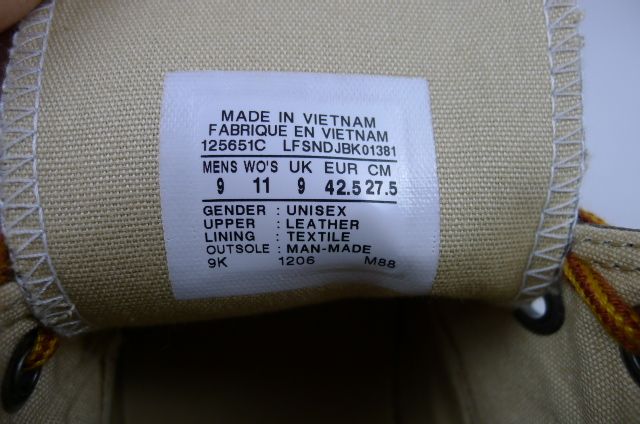 MADE IN VIETNAM
FABRIQUE EN VIETNAM
125651C LFSNDJBK01381
MENS WO'S UK EUR CM
9 11 9 42.5 27.5
GENDER : UNISEX
UPPER : LEATHER
LINING : TEXTILE
OUTSOLE : MAN-MADE
9K 1206 M88